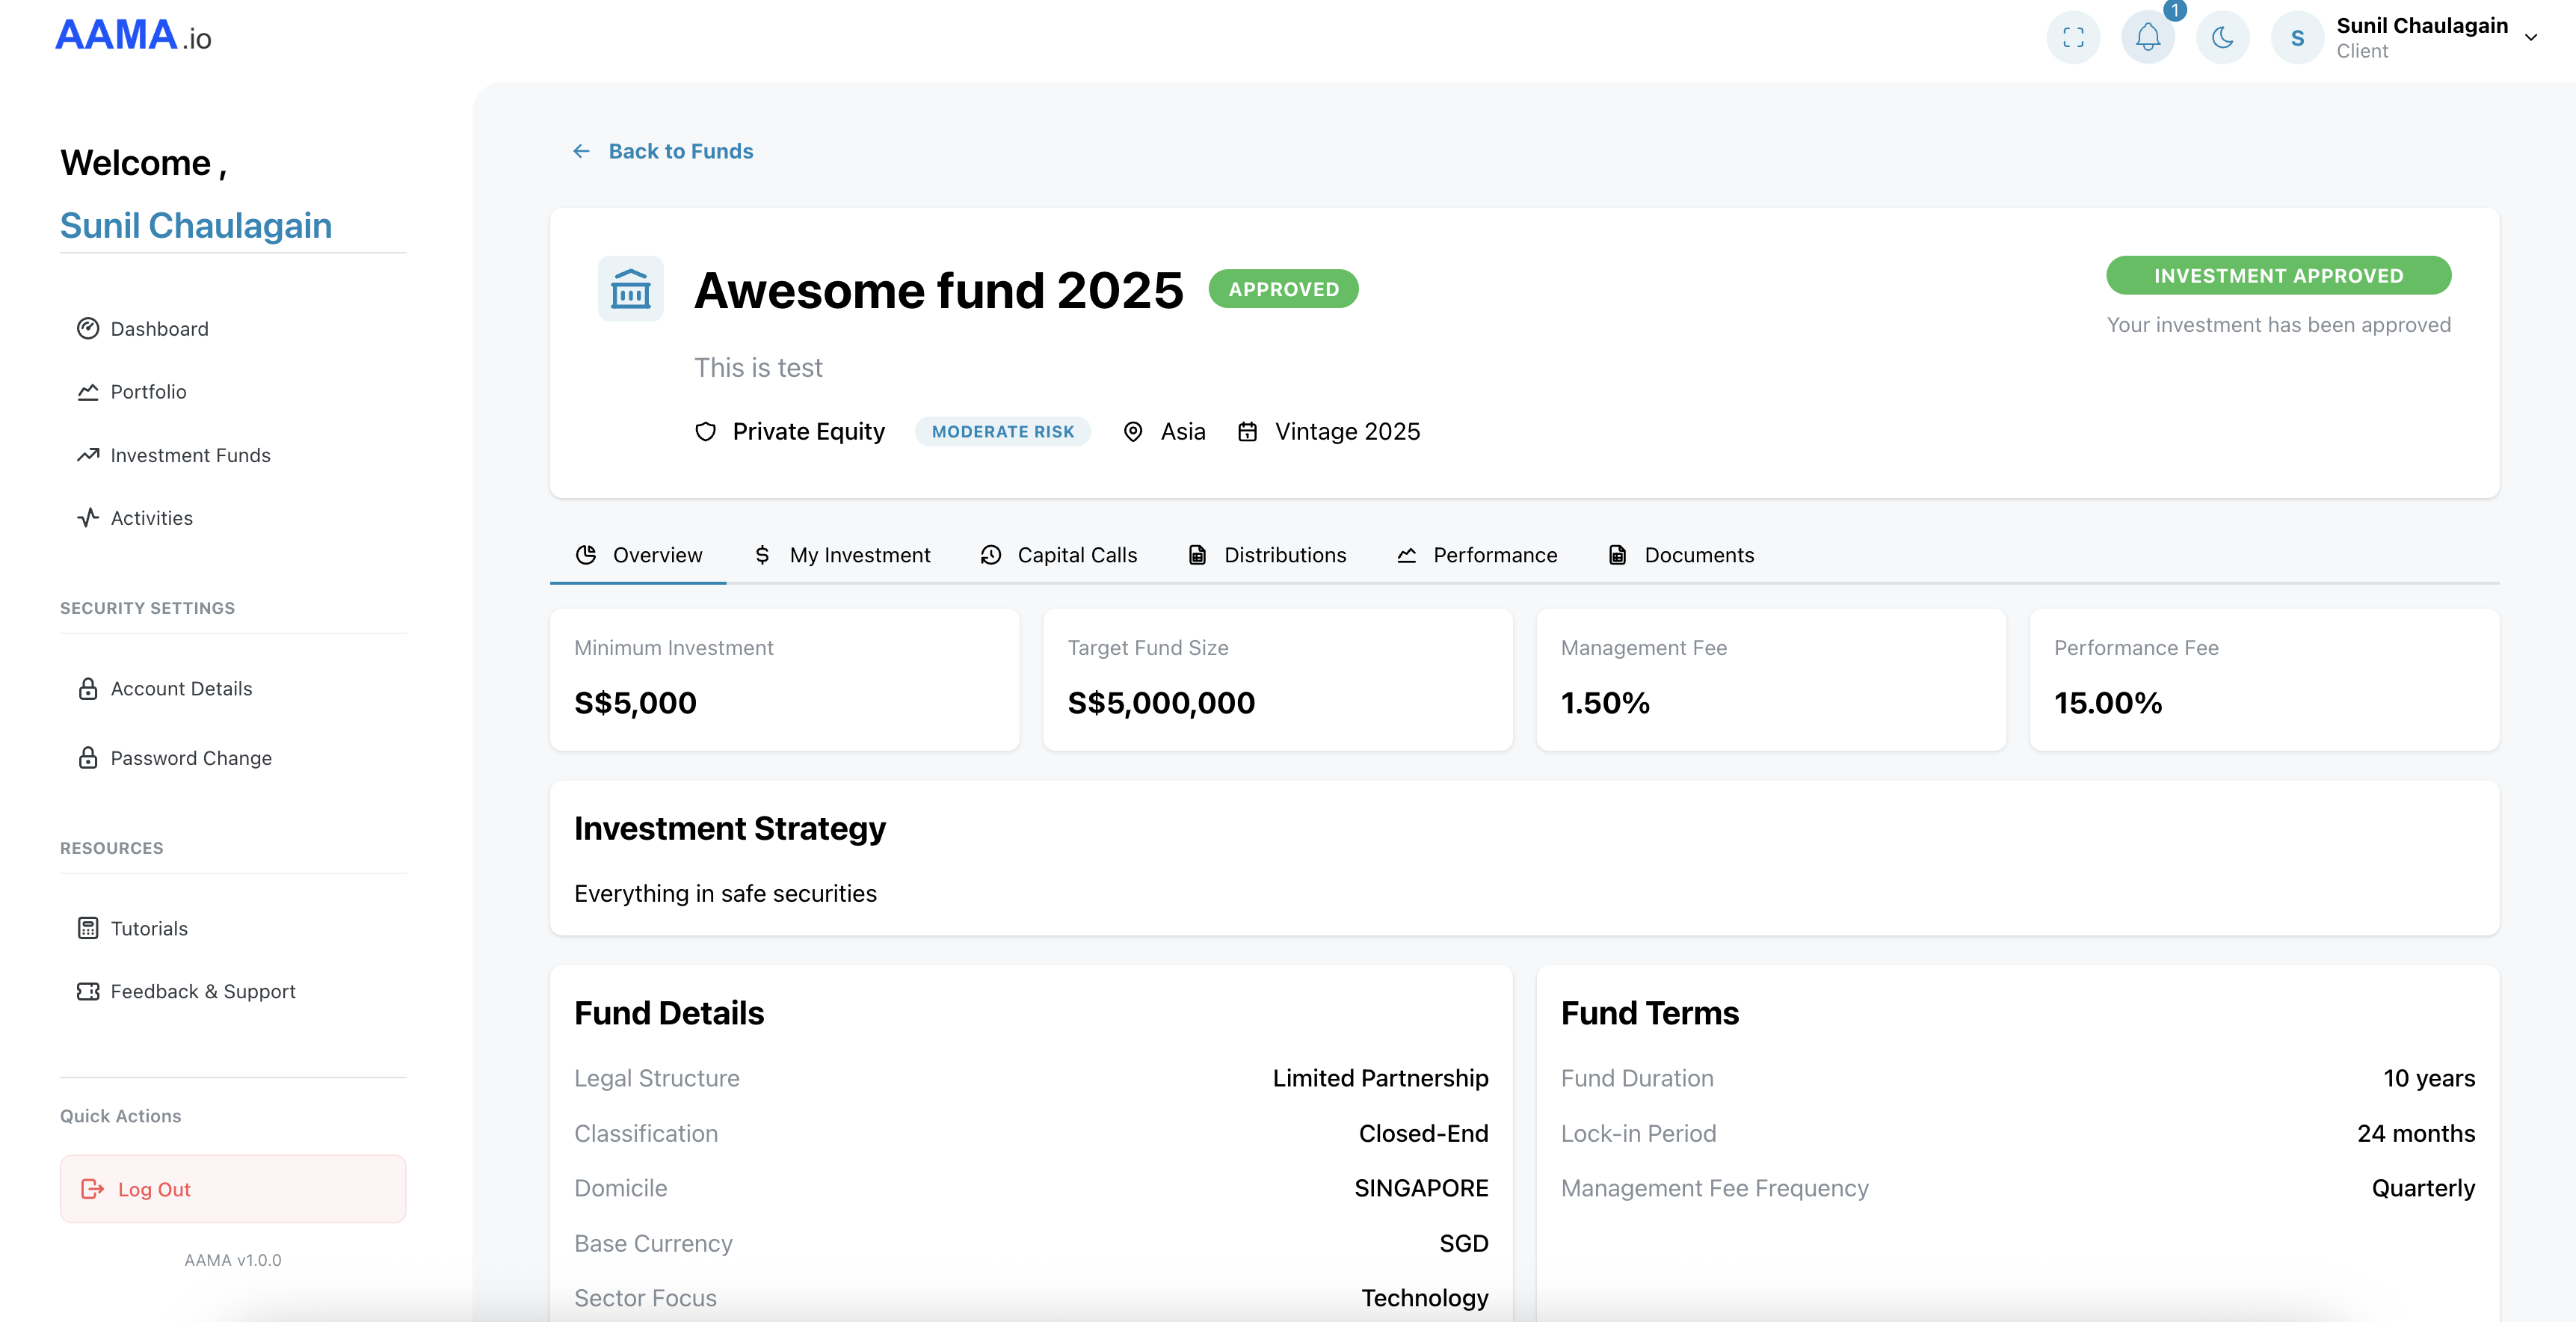 AAMA.io
1
S
Sunil Chaulagain
Client
Welcome ,
Sunil Chaulagain
Dashboard
Portfolio
Investment Funds
Activities
SECURITY SETTINGS
Account Details
Password Change
RESOURCES
Tutorials
Feedback & Support
Quick Actions
Log Out
AAMA v1.0.0
Back to Funds
Awesome fund 2025 APPROVED
This is test
Private Equity MODERATE RISK Asia Vintage 2025
INVESTMENT APPROVED
Your investment has been approved
Overview My Investment Capital Calls Distributions Performance Documents
Minimum Investment
S$5,000
Target Fund Size
S$5,000,000
Management Fee
1.50%
Performance Fee
15.00%
Investment Strategy
Everything in safe securities
Fund Details
Legal Structure Limited Partnership
Classification Closed-End
Domicile SINGAPORE
Base Currency SGD
Sector Focus Technology
Fund Terms
Fund Duration 10 years
Lock-in Period 24 months
Management Fee Frequency Quarterly